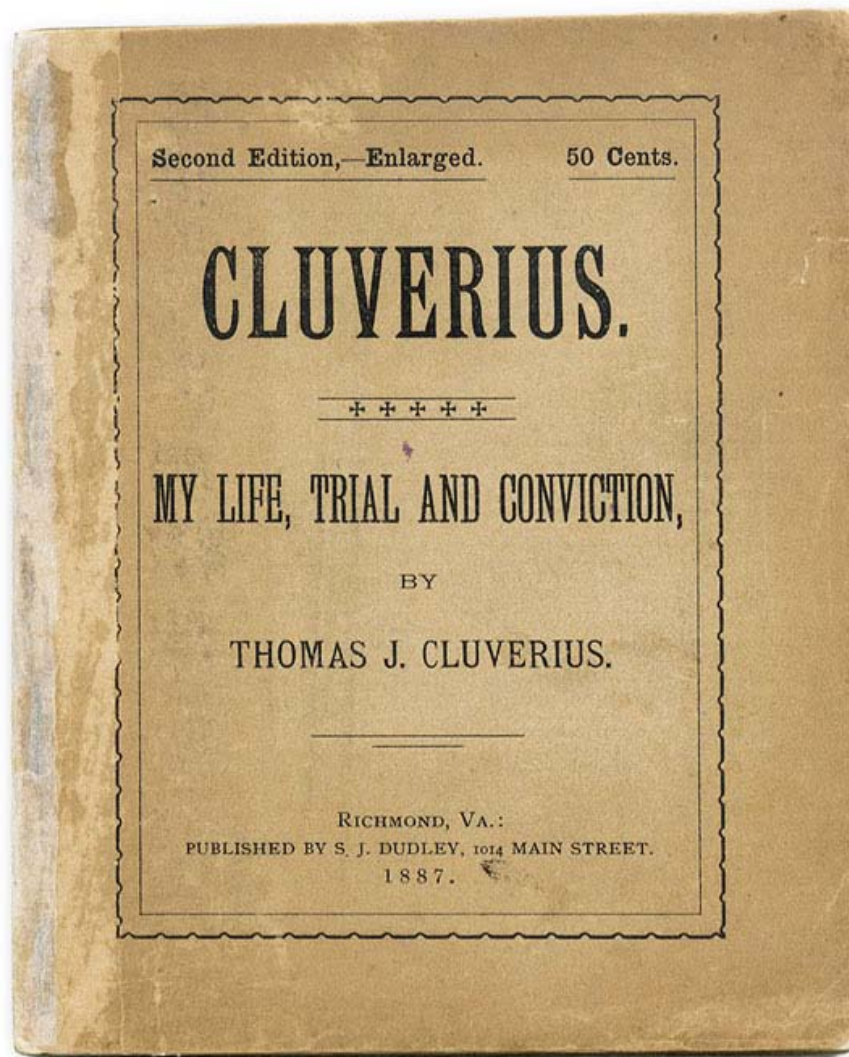 Second Edition,—Enlarged. 50 Cents.
CLUVERIUS.
MY LIFE, TRIAL AND CONVICTION,
BY
THOMAS J. CLUVERIUS.
RICHMOND, VA.:
PUBLISHED BY S. J. DUDLEY, 1014 MAIN STREET.
1887.